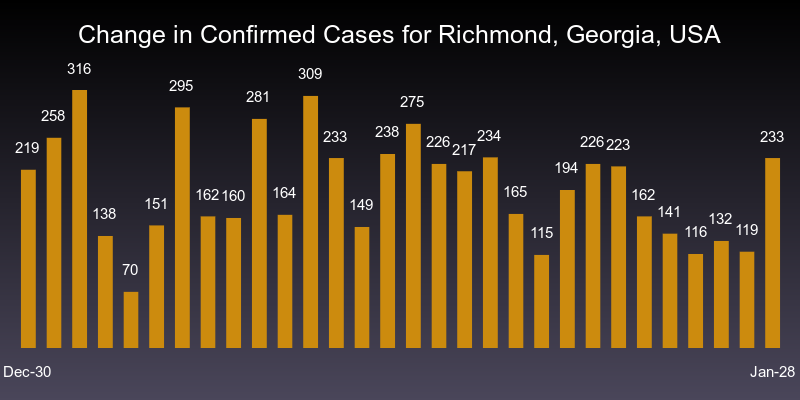 Change in Confirmed Cases for Richmond, Georgia, USA
219 258 316 138 70 151 295 162 160 281 164 309 233 149 238 275 226 217 234 165 115 194 226 223 162 141 116 132 119 233
Dec-30 Jan-28